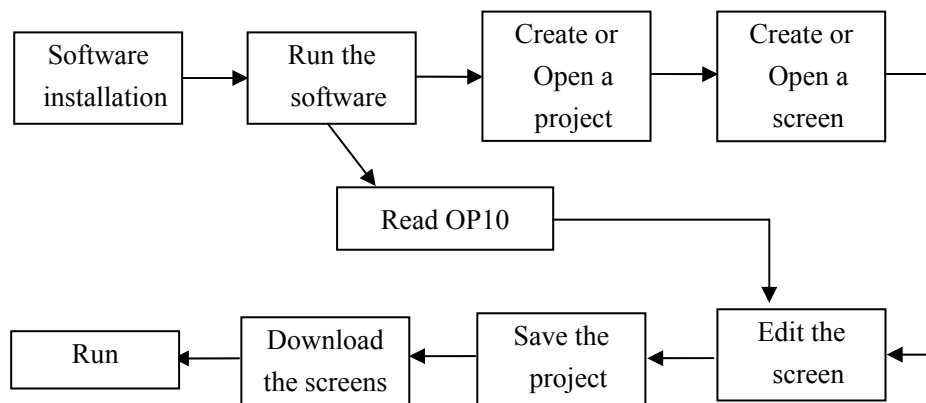 Software
installation
Run the
software
Create or
Open a
project
Create or
Open a
screen
Read OP10
Run
Download
the screens
Save the
project
Edit the
screen